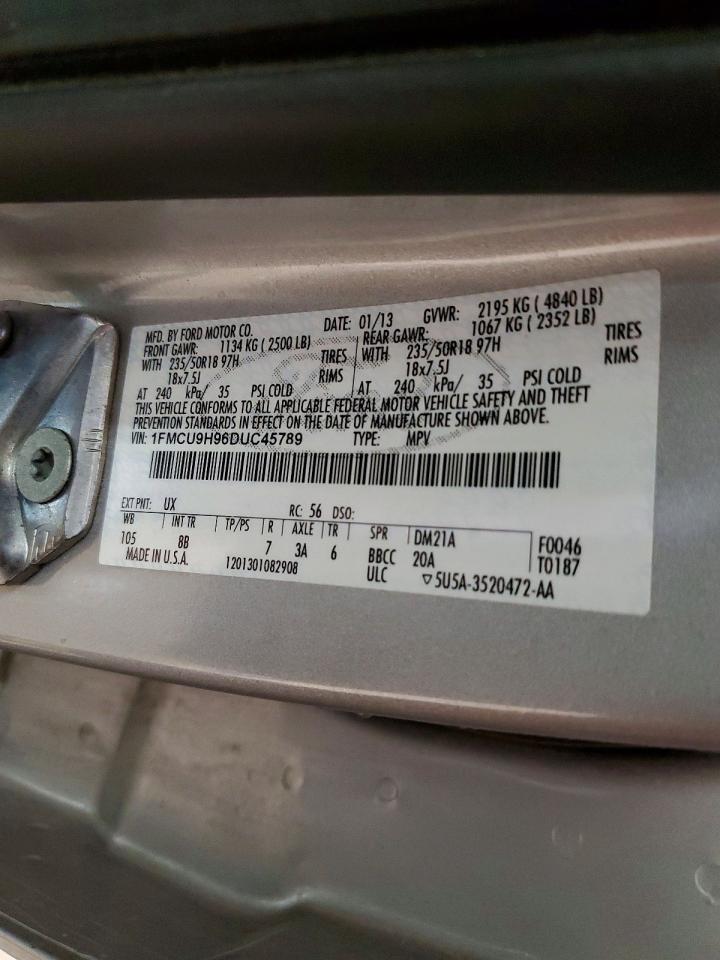 MFD. BY FORD MOTOR CO. DATE: 01/13 GVWR: 2195 KG ( 4840 LB)
FRONT GAWR: 1134 KG ( 2500 LB) REAR GAWR: 1067 KG ( 2352 LB)
WITH 235/50R18 97H TIRES WITH 235/50R18 97H TIRES
18x7.5J RIMS 18x7.5J RIMS
AT 240 kPa/ 35 PSI COLD AT 240 kPa/ 35 PSI COLD
THIS VEHICLE CONFORMS TO ALL APPLICABLE FEDERAL MOTOR VEHICLE SAFETY AND THEFT
PREVENTION STANDARDS IN EFFECT ON THE DATE OF MANUFACTURE SHOWN ABOVE.
VIN: 1FMCU9H96DUC45789 TYPE: MPV
EXT PNT: UX RC: 56 DSO:
WB INT TR TP/PS R AXLE TR SPR DM21A F0046
105 8B 7 3A 6 BBCC 20A T0187
MADE IN U.S.A. 1201301082908 ULC ▽5U5A-3520472-AA